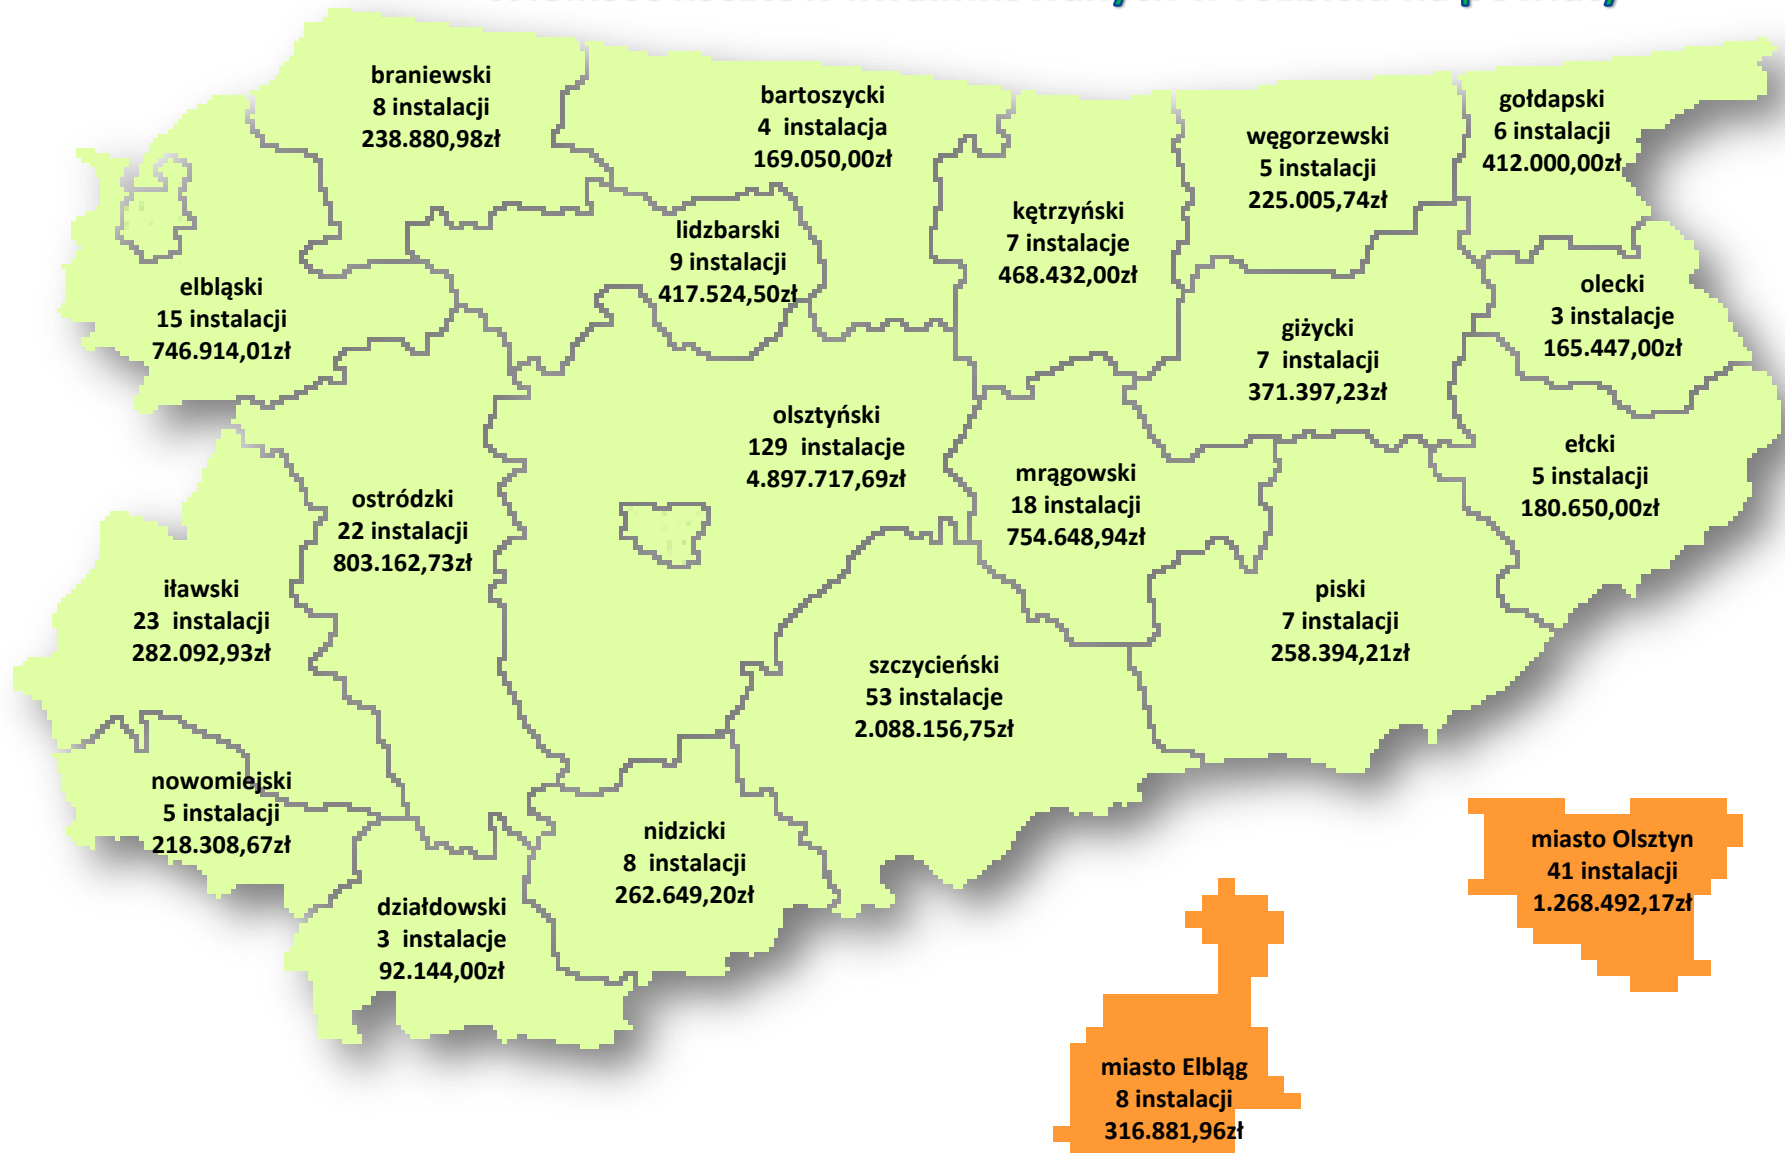 braniewski
8 instalacji
238.880,98zł
bartoszycki
4 instalacja
169.050,00zł
gołdapski
6 instalacji
412.000,00zł
węgorzewski
5 instalacji
225.005,74zł
kętrzyński
7 instalacje
468.432,00zł
lidzbarski
9 instalacji
417.524,50zł
elbląski
15 instalacji
746.914,01zł
olecki
3 instalacje
165.447,00zł
giżycki
7 instalacji
371.397,23zł
olsztyński
129 instalacje
4.897.717,69zł
ełcki
5 instalacji
180.650,00zł
mrągowski
18 instalacji
754.648,94zł
ostródzki
22 instalacji
803.162,73zł
iławski
23 instalacji
282.092,93zł
piski
7 instalacji
258.394,21zł
szczycieński
53 instalacje
2.088.156,75zł
nowomiejski
5 instalacji
218.308,67zł
nidzicki
8 instalacji
262.649,20zł
działdowski
3 instalacje
92.144,00zł
miasto Olsztyn
41 instalacji
1.268.492,17zł
miasto Elbląg
8 instalacji
316.881,96zł